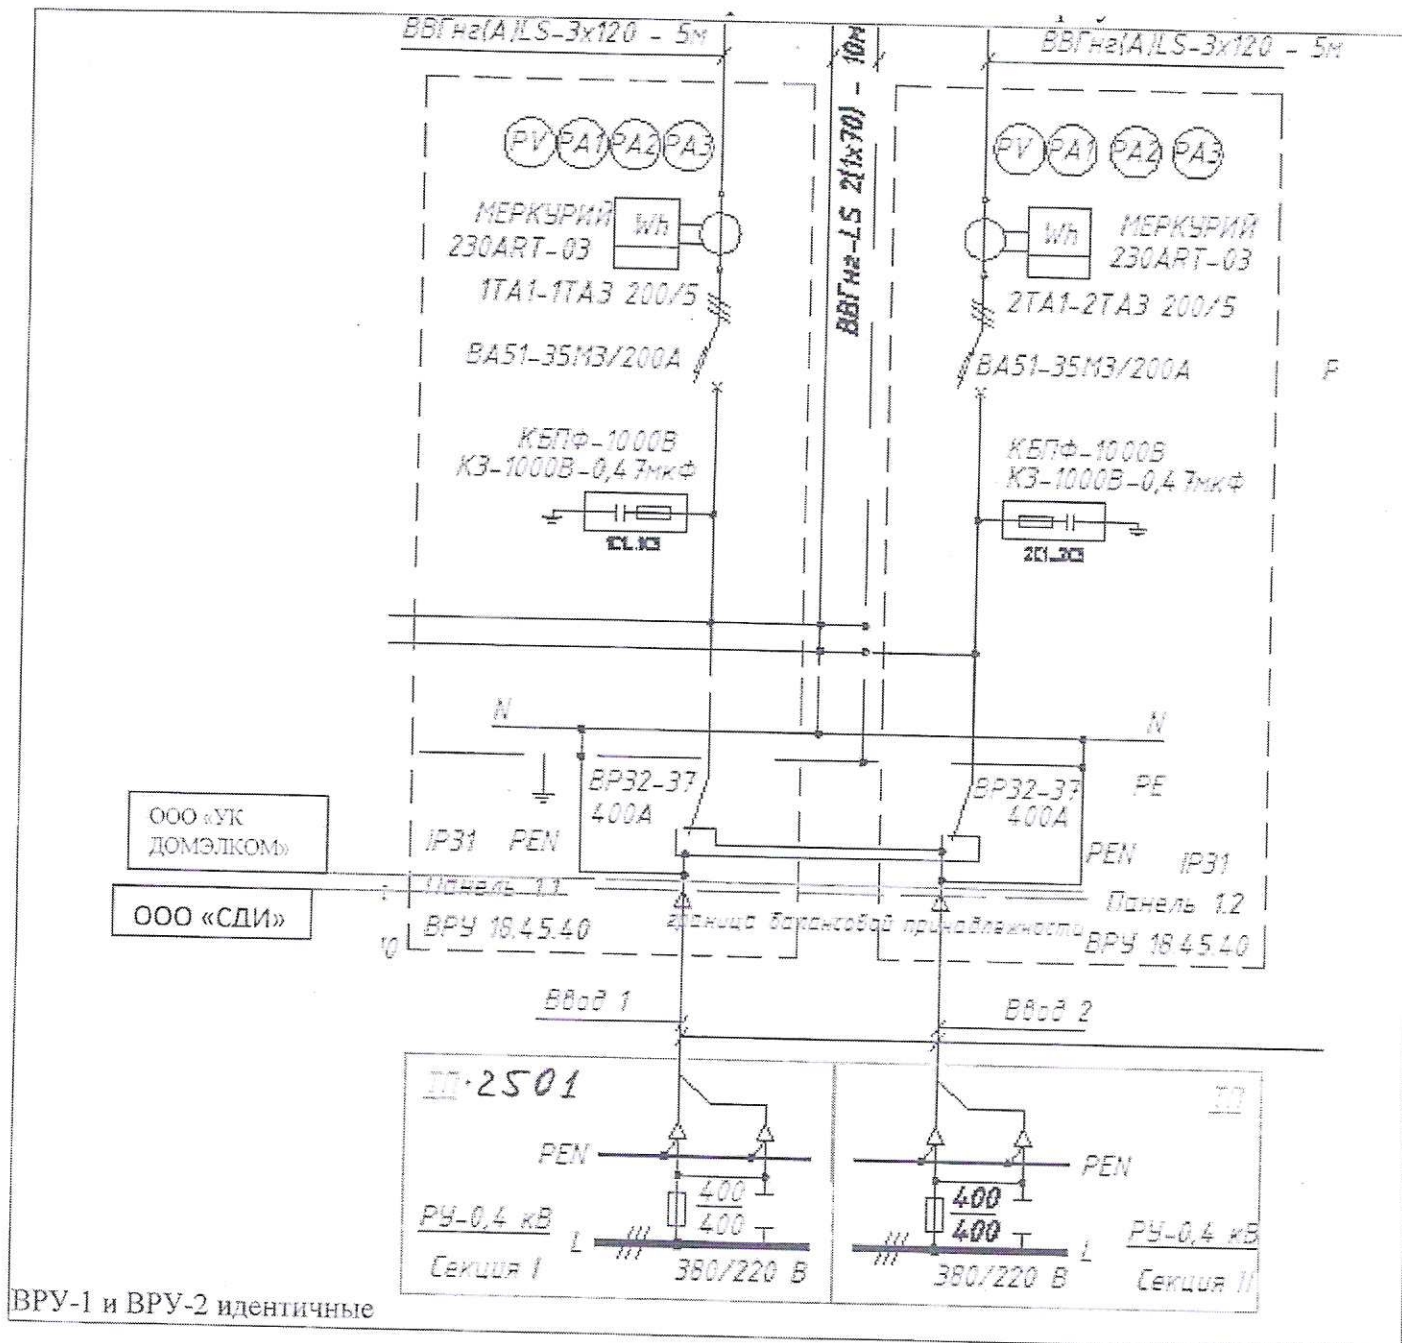 ВВГнг(А)LS-3х120 - 5м
ВВГнг-LS 2(1х70) - 10м
ВВГнг(А)LS-3х120 - 5м
PV PA1 PA2 PA3
PV PA1 PA2 PA3
МЕРКУРИЙ
230ART-03
Wh
Wh
МЕРКУРИЙ
230ART-03
1ТА1-1ТА3 200/5
2ТА1-2ТА3 200/5
ВА51-35М3/200А
ВА51-35М3/200А
Р
КБПФ-1000В
К3-1000В-0,47мкФ
КБПФ-1000В
К3-1000В-0,47мкФ
N
N
ВР32-37
400А
ВР32-37
400А
PE
ООО «УК
ДОМЭЛКОМ»
IP31 PEN
PEN IP31
Панель 1.1
Панель 1.2
ООО «СДИ»
ВРУ 18.45.40
граница балансовой принадлежности
ВРУ 18.45.40
Ввод 1
Ввод 2
ТП-2501
ТП
PEN
PEN
400
400
400
400
РУ-0,4 кВ
L
L
РУ-0,4 кВ
Секция I
380/220 В
380/220 В
Секция II
ВРУ-1 и ВРУ-2 идентичные